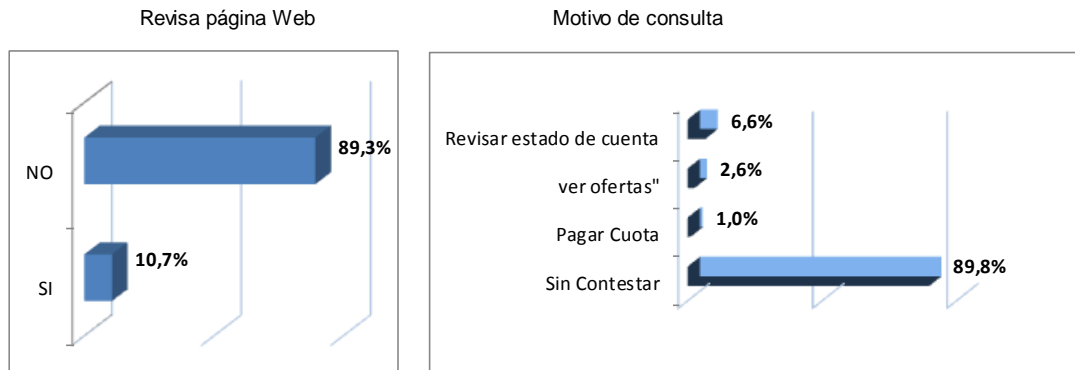 Revisa página Web
Motivo de consulta
NO
89,3%
SI
10,7%
Revisar estado de cuenta
6,6%
ver ofertas"
2,6%
Pagar Cuota
1,0%
Sin Contestar
89,8%